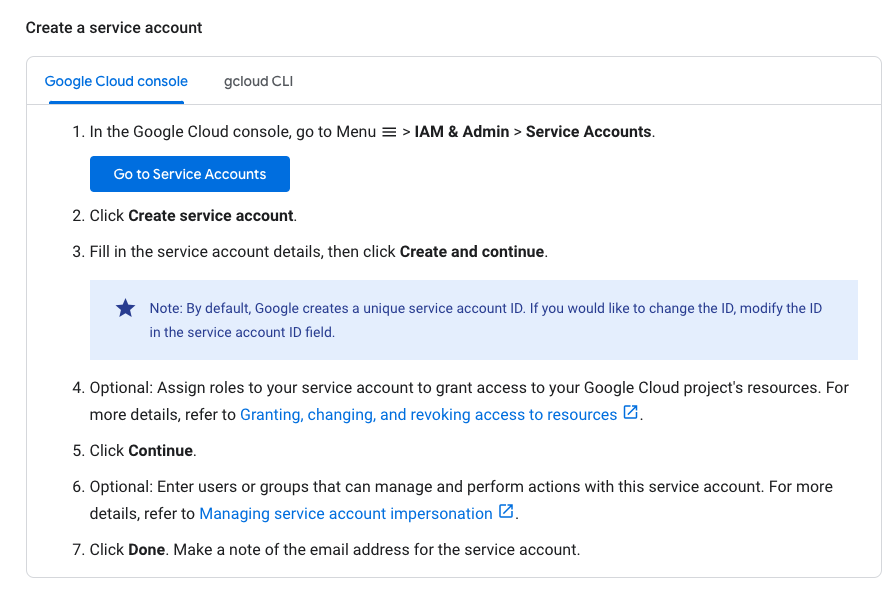 Create a service account
Google Cloud console
gcloud CLI
1. In the Google Cloud console, go to Menu > IAM & Admin > Service Accounts.
Go to Service Accounts
2. Click Create service account.
3. Fill in the service account details, then click Create and continue.
Note: By default, Google creates a unique service account ID. If you would like to change the ID, modify the ID
in the service account ID field.
4. Optional: Assign roles to your service account to grant access to your Google Cloud project's resources. For
more details, refer to Granting, changing, and revoking access to resources.
5. Click Continue.
6. Optional: Enter users or groups that can manage and perform actions with this service account. For more
details, refer to Managing service account impersonation.
7. Click Done. Make a note of the email address for the service account.